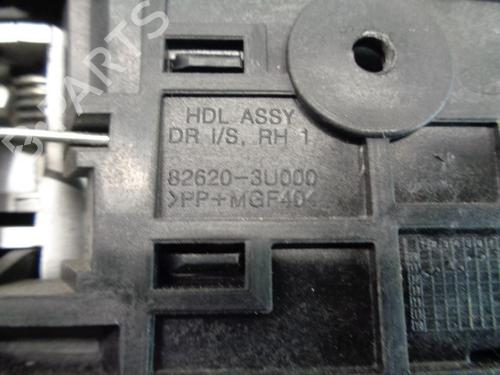 HDL ASSY
DR I/S, RH 1
82620-3U000
>PP+MGF40<